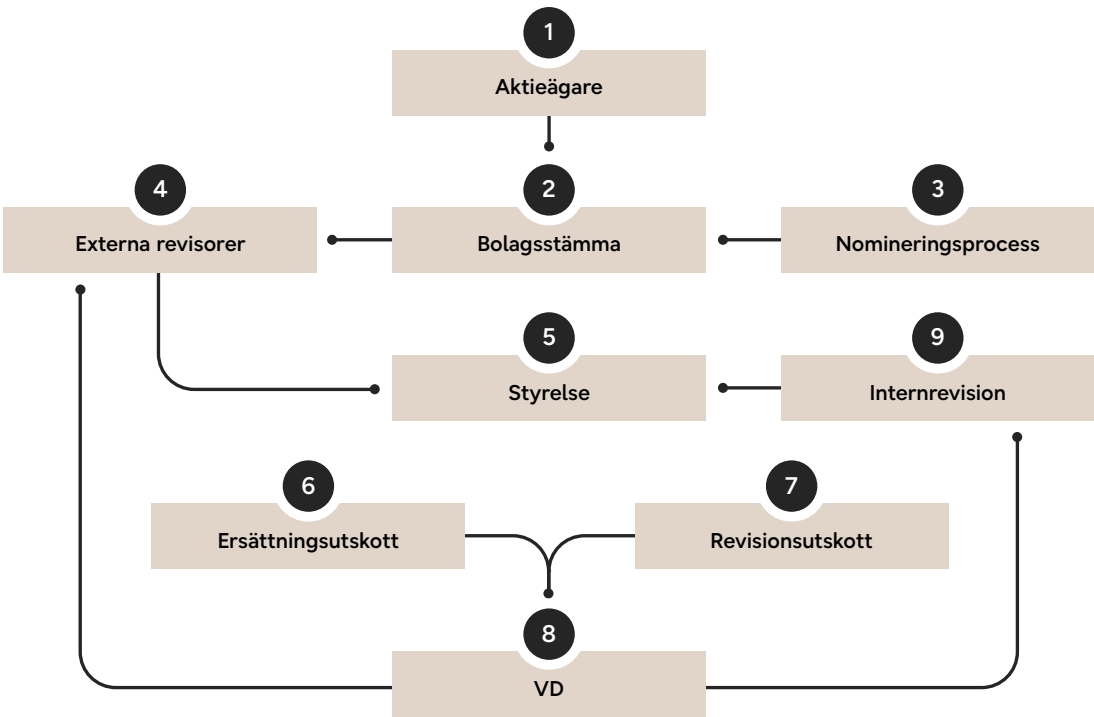 1
Aktieägare
4
2
3
Externa revisorer
Bolagsstämma
Nomineringsprocess
5
9
Styrelse
Internrevision
6
7
Ersättningsutskott
Revisionsutskott
8
VD